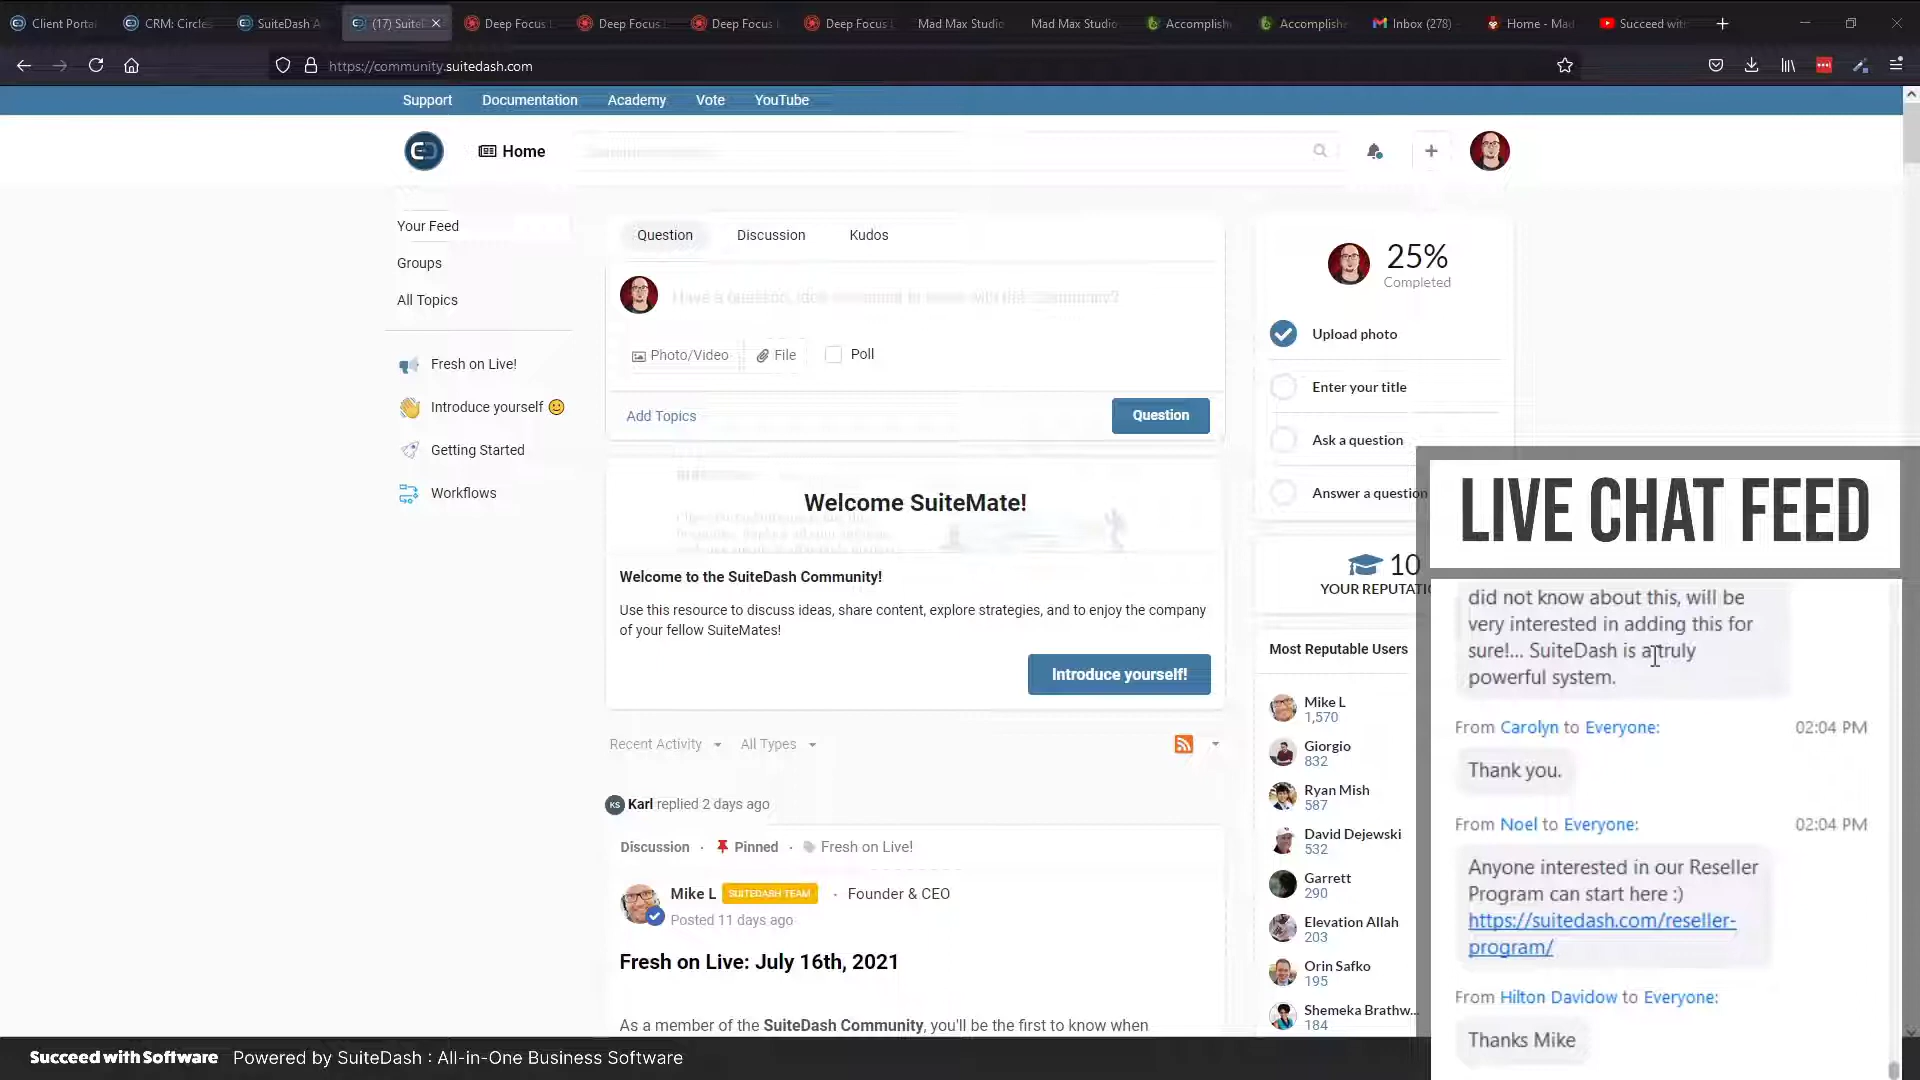 Client Porta
CRM: Circle
SuiteDash A
(17) Suite
Deep Focus
Deep Focus
Deep Focus
Deep Focus
Mad Max Studio
Mad Max Studio
Accomplish
Accomplishe
Inbox (278)
Home - Mad
Succeed with
https://community.suitedash.com
Support Documentation Academy Vote YouTube
Home
Your Feed
Groups
All Topics
Fresh on Live!
Introduce yourself
Getting Started
Workflows
Question Discussion Kudos
Have a question, idea
Photo/Video File Poll
Add Topics
Question
Welcome SuiteMate!
Welcome to the SuiteDash Community!
Use this resource to discuss ideas, share content, explore strategies, and to enjoy the company
of your fellow SuiteMates!
Introduce yourself!
Recent Activity All Types
KS Karl replied 2 days ago
Discussion · Pinned · Fresh on Live!
Mike L SUITEDASH TEAM · Founder & CEO
Posted 11 days ago
Fresh on Live: July 16th, 2021
As a member of the SuiteDash Community, you'll be the first to know when
25%
Completed
Upload photo
Enter your title
Ask a question
Answer a question
10
YOUR REPUTATIO
Most Reputable Users
Mike L
1,570
Giorgio
832
Ryan Mish
587
David Dejewski
532
Garrett
290
Elevation Allah
203
Orin Safko
195
Shemeka Brathw...
184
LIVE CHAT FEED
did not know about this, will be
very interested in adding this for
sure!... SuiteDash is a truly
powerful system.
From Carolyn to Everyone: 02:04 PM
Thank you.
From Noel to Everyone: 02:04 PM
Anyone interested in our Reseller
Program can start here :)
https://suitedash.com/reseller-
program/
From Hilton Davidow to Everyone:
Thanks Mike
Succeed with Software Powered by SuiteDash : All-in-One Business Software